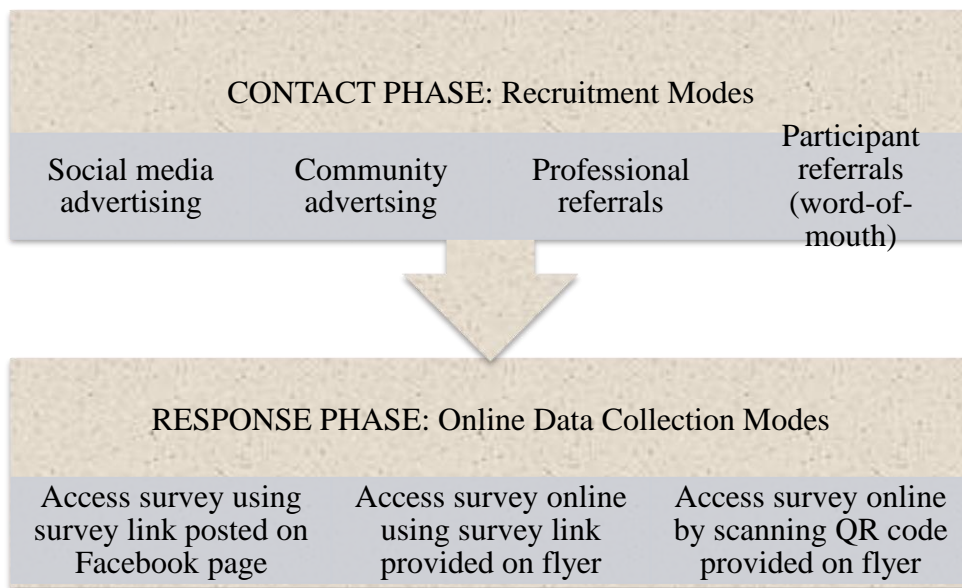 CONTACT PHASE: Recruitment Modes
Social media
advertising
Community
advertsing
Professional
referrals
Participant
referrals
(word-of-
mouth)
RESPONSE PHASE: Online Data Collection Modes
Access survey using
survey link posted on
Facebook page
Access survey online
using survey link
provided on flyer
Access survey online
by scanning QR code
provided on flyer